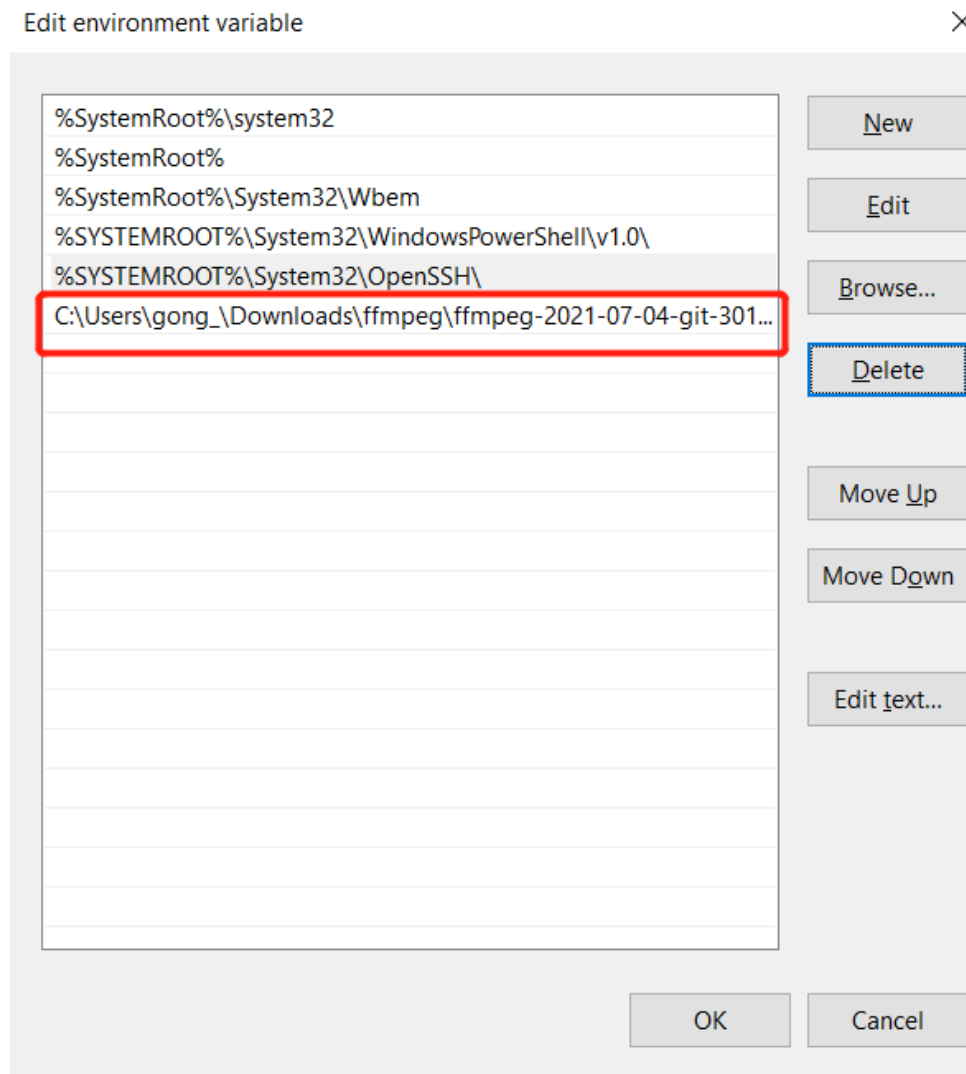 Edit environment variable
%SystemRoot%\system32
%SystemRoot%
%SystemRoot%\System32\Wbem
%SYSTEMROOT%\System32\WindowsPowerShell\v1.0\
%SYSTEMROOT%\System32\OpenSSH\
C:\Users\gong_\Downloads\ffmpeg\ffmpeg-2021-07-04-git-301...
New
Edit
Browse...
Delete
Move Up
Move Down
Edit text...
OK
Cancel